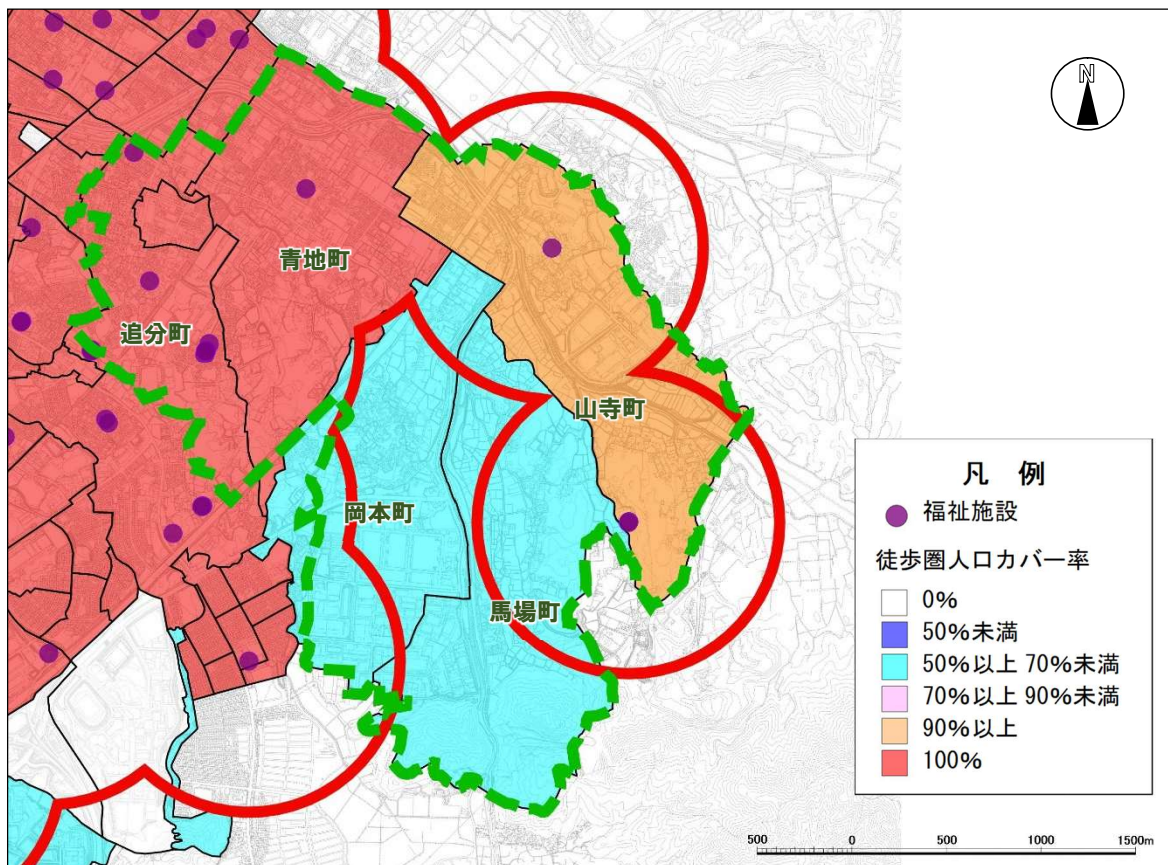 N
青地町
追分町
山寺町
岡本町
馬場町
凡 例
福祉施設
徒歩圏人口カバー率
0%
50%未満
50%以上 70%未満
70%以上 90%未満
90%以上
100%
500 0 500 1000 1500m